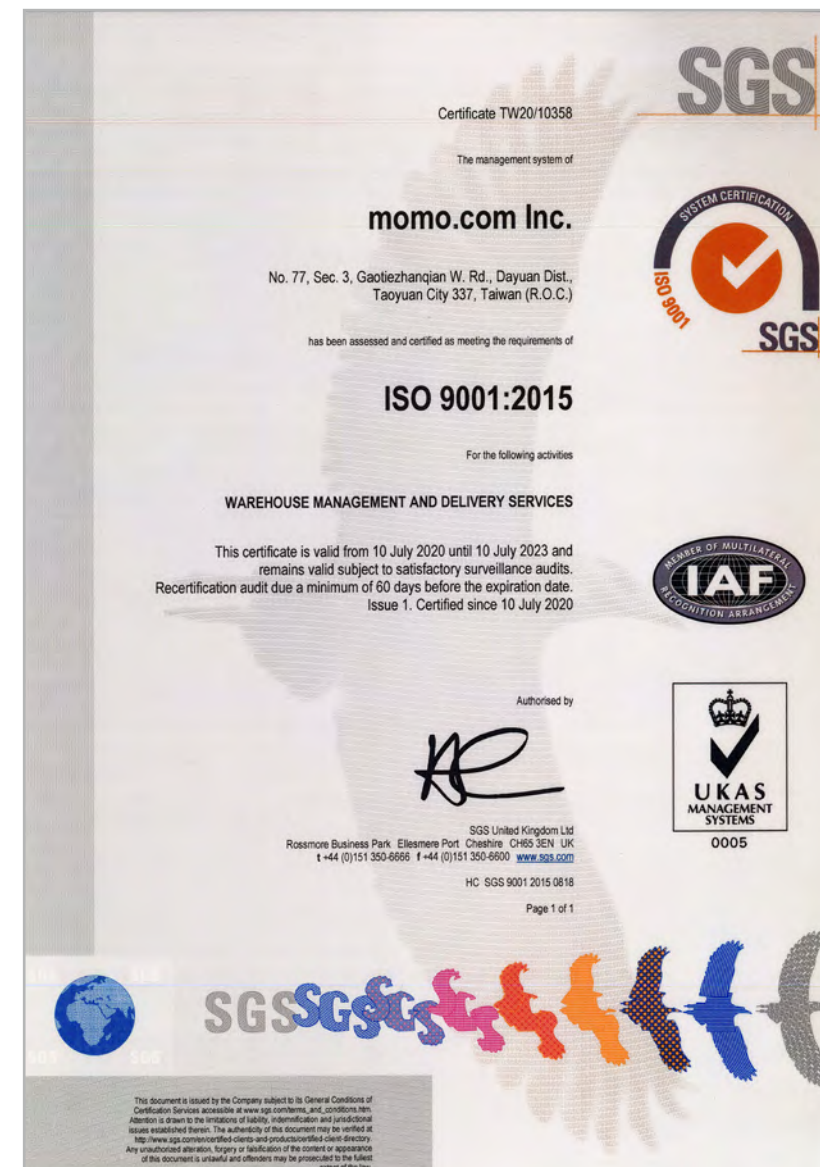 SGS
Certificate TW20/10358
The management system of
momo.com Inc.
No. 77, Sec. 3, Gaotiezhanqian W. Rd., Dayuan Dist.,
Taoyuan City 337, Taiwan (R.O.C.)
has been assessed and certified as meeting the requirements of
ISO 9001:2015
For the following activities
WAREHOUSE MANAGEMENT AND DELIVERY SERVICES
This certificate is valid from 10 July 2020 until 10 July 2023 and
remains valid subject to satisfactory surveillance audits.
Recertification audit due a minimum of 60 days before the expiration date.
Issue 1. Certified since 10 July 2020
Authorised by
SGS United Kingdom Ltd
Rossmore Business Park Ellesmere Port Cheshire CH65 3EN UK
t +44 (0)151 350-6666 f +44 (0)151 350-6600 www.sgs.com
HC SGS 9001 2015 0818
Page 1 of 1
SYSTEM CERTIFICATION
ISO 9001
SGS
MEMBER OF MULTILATERAL
IAF
RECOGNITION ARRANGEMENT
UKAS
MANAGEMENT
SYSTEMS
0005
SGS SGS SGS
SGS SGS
SGS SGS
This document is issued by the Company subject to its General Conditions of
Certification Services accessible at www.sgs.com/terms_and_conditions.htm.
Attention is drawn to the limitations of liability, indemnification and jurisdictional
issues established therein. The authenticity of this document may be verified at
http://www.sgs.com/en/certified-clients-and-products/certified-client-directory.
Any unauthorized alteration, forgery or falsification of the content or appearance
of this document is unlawful and offenders may be prosecuted to the fullest
extent of the law.